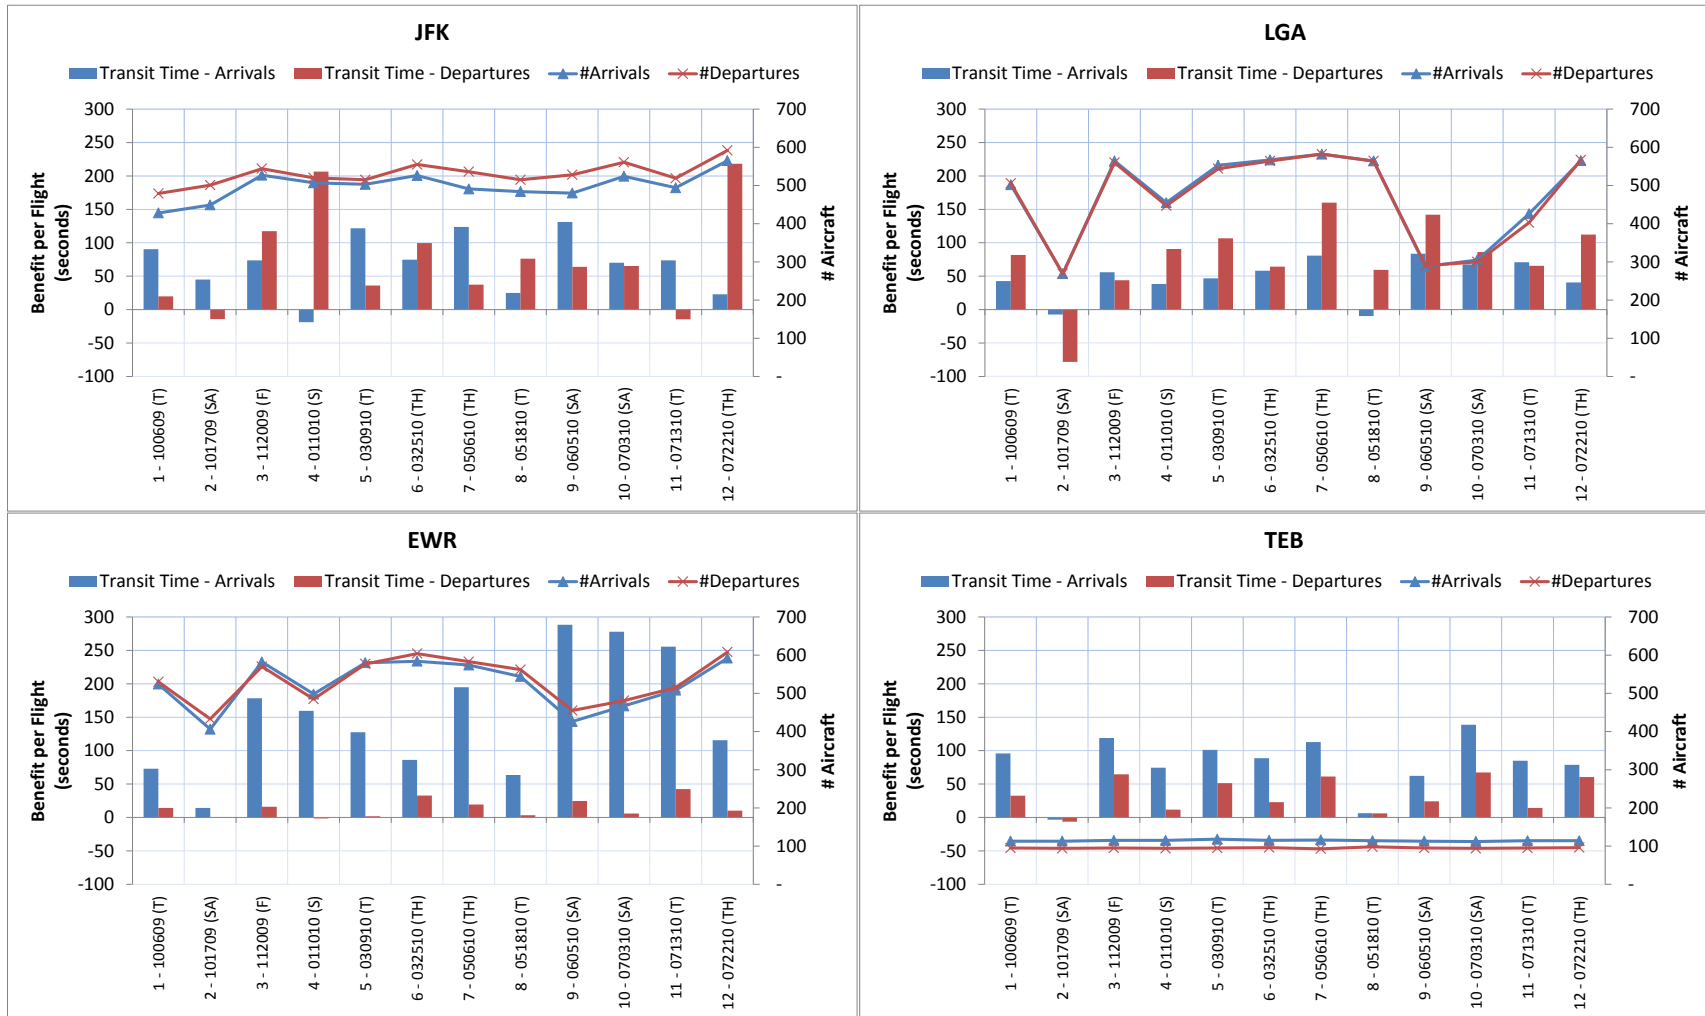 JFK
Transit Time - Arrivals Transit Time - Departures #Arrivals #Departures
300 700
250 600
200 500
150 400
100 300
50
0 200
-50 100
-100 -
Benefit per Flight
(seconds)
# Aircraft
1 - 100609 (T)
2 - 101709 (SA)
3 - 112009 (F)
4 - 011010 (S)
5 - 030910 (T)
6 - 032510 (TH)
7 - 050610 (TH)
8 - 051810 (T)
9 - 060510 (SA)
10 - 070310 (SA)
11 - 071310 (T)
12 - 072210 (TH)
LGA
Transit Time - Arrivals Transit Time - Departures #Arrivals #Departures
300 700
250 600
200 500
150 400
100 300
50
0 200
-50 100
-100 -
Benefit per Flight
(seconds)
# Aircraft
1 - 100609 (T)
2 - 101709 (SA)
3 - 112009 (F)
4 - 011010 (S)
5 - 030910 (T)
6 - 032510 (TH)
7 - 050610 (TH)
8 - 051810 (T)
9 - 060510 (SA)
10 - 070310 (SA)
11 - 071310 (T)
12 - 072210 (TH)
EWR
Transit Time - Arrivals Transit Time - Departures #Arrivals #Departures
300 700
250 600
200 500
150 400
100 300
50
0 200
-50 100
-100 -
Benefit per Flight
(seconds)
# Aircraft
1 - 100609 (T)
2 - 101709 (SA)
3 - 112009 (F)
4 - 011010 (S)
5 - 030910 (T)
6 - 032510 (TH)
7 - 050610 (TH)
8 - 051810 (T)
9 - 060510 (SA)
10 - 070310 (SA)
11 - 071310 (T)
12 - 072210 (TH)
TEB
Transit Time - Arrivals Transit Time - Departures #Arrivals #Departures
300 700
250 600
200 500
150 400
100 300
50
0 200
-50 100
-100 -
Benefit per Flight
(seconds)
# Aircraft
1 - 100609 (T)
2 - 101709 (SA)
3 - 112009 (F)
4 - 011010 (S)
5 - 030910 (T)
6 - 032510 (TH)
7 - 050610 (TH)
8 - 051810 (T)
9 - 060510 (SA)
10 - 070310 (SA)
11 - 071310 (T)
12 - 072210 (TH)